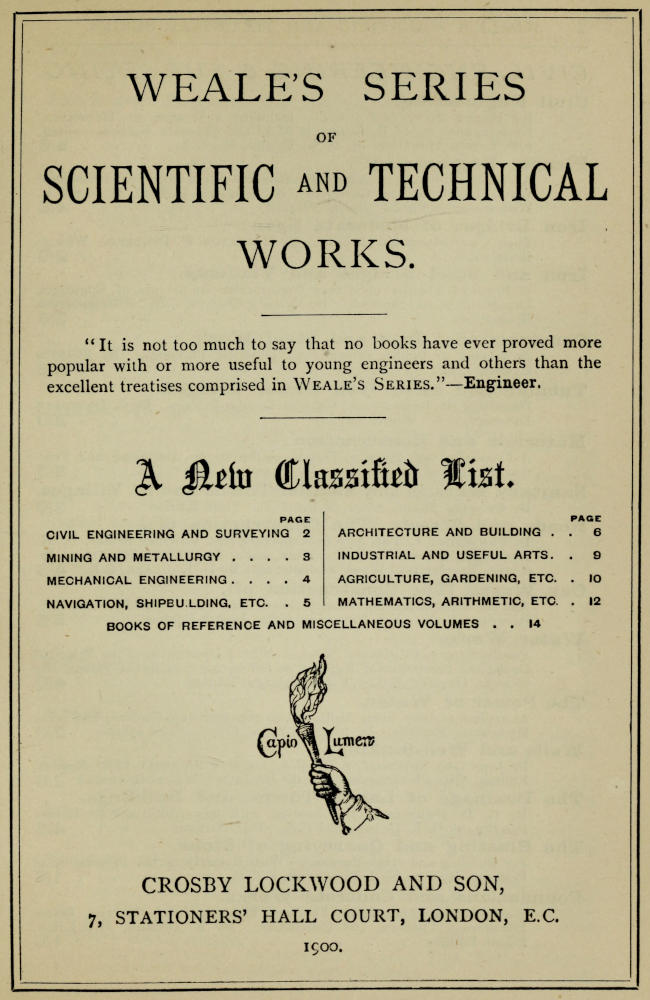 WEALE'S SERIES
OF
SCIENTIFIC AND TECHNICAL
WORKS.
"It is not too much to say that no books have ever proved more
popular with or more useful to young engineers and others than the
excellent treatises comprised in WEALE'S SERIES."—Engineer.
A New Classified List.
PAGE
CIVIL ENGINEERING AND SURVEYING 2
MINING AND METALLURGY . . . . 3
MECHANICAL ENGINEERING . . . . 4
NAVIGATION, SHIPBU.LDING, ETC. . 5
PAGE
ARCHITECTURE AND BUILDING . . 6
INDUSTRIAL AND USEFUL ARTS. . 9
AGRICULTURE, GARDENING, ETC. . 10
MATHEMATICS, ARITHMETIC, ETC. . 12
BOOKS OF REFERENCE AND MISCELLANEOUS VOLUMES . . 14
Capio Lumen
CROSBY LOCKWOOD AND SON,
7, STATIONERS' HALL COURT, LONDON, E.C.
1900.